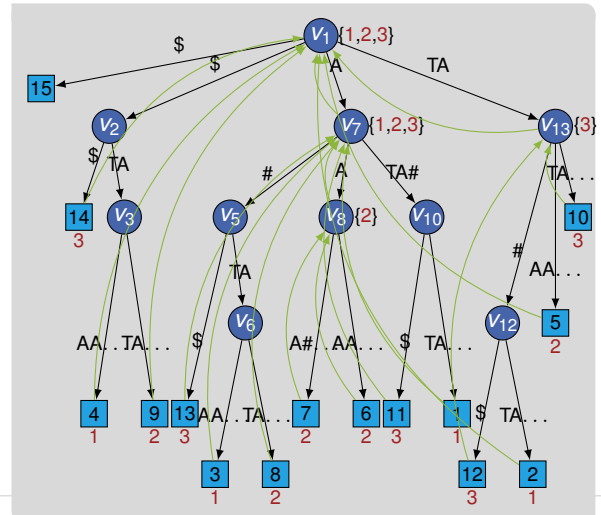 v1 {1,2,3}
$ $ A TA
15
v2 v7 {1,2,3} v13 {3}
$ TA # A TA# TA...
14 v3 v5 v8 {2} v10 10
3 3
# AA...
TA
v6 v12 5
2
AA... TA... $ A#... AA... $ TA...
4 9 13 7 6 11 1 $ TA...
1 2 3 AA... TA... 2 2 3 1
3 8 12 2
1 2 3 1